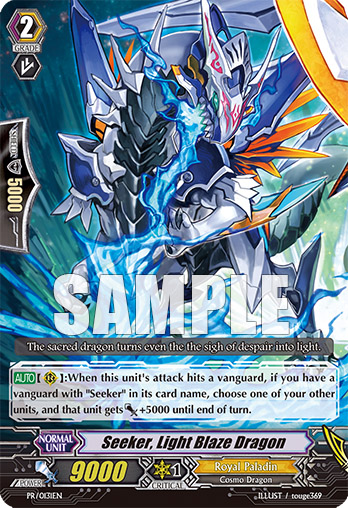 2
GRADE
SHIELD
5000
SAMPLE
The sacred dragon turns even the the sigh of despair into light.
AUTO [ ]:When this unit's attack hits a vanguard, if you have a
vanguard with "Seeker" in its card name, choose one of your other
units, and that unit gets +5000 until end of turn.
NORMAL
UNIT
Seeker, Light Blaze Dragon
POWER
9000
1
CRITICAL
Royal Paladin
Cosmo Dragon
PR/0131EN
ILLUST / touge369